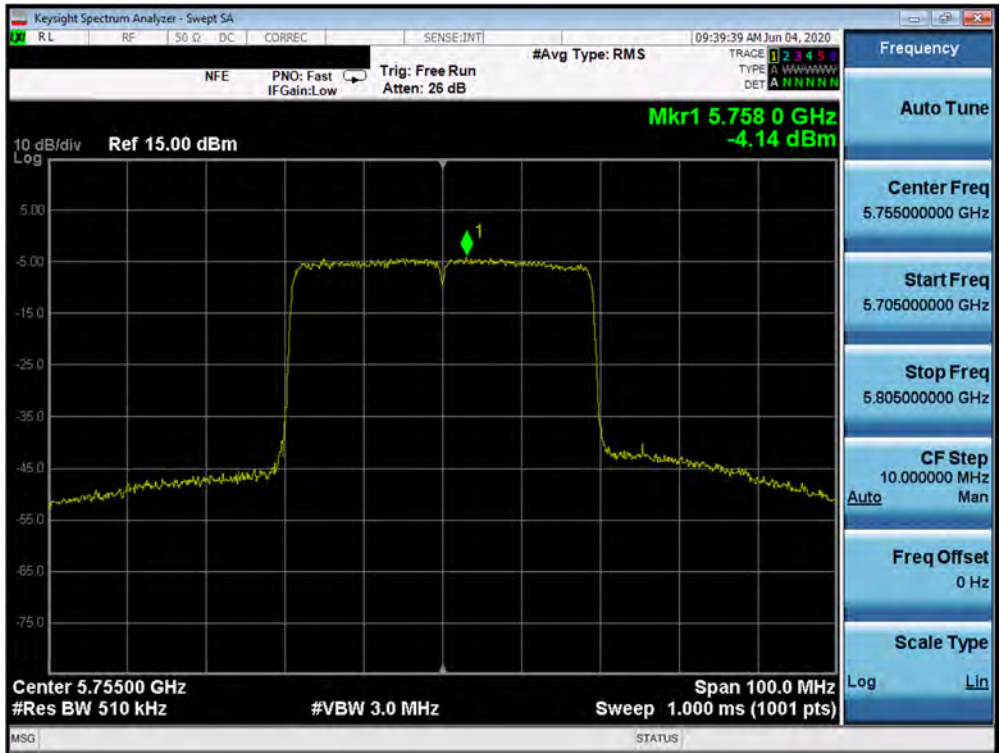 Keysight Spectrum Analyzer - Swept SA
LXI RL RF 50 Ω DC CORREC SENSE:INT 09:39:39 AM Jun 04, 2020
#Avg Type: RMS TRACE 1 2 3 4 5 6
NFE PNO: Fast Trig: Free Run TYPE A WWWWW
IFGain:Low Atten: 26 dB DET A N N N N N
Mkr1 5.758 0 GHz
-4.14 dBm
10 dB/div Ref 15.00 dBm
Log
5.00
1
-5.00
-15.0
-25.0
-35.0
-45.0
-55.0
-65.0
-75.0
Center 5.75500 GHz Span 100.0 MHz
#Res BW 510 kHz #VBW 3.0 MHz Sweep 1.000 ms (1001 pts)
MSG STATUS
Frequency
Auto Tune
Center Freq
5.755000000 GHz
Start Freq
5.705000000 GHz
Stop Freq
5.805000000 GHz
CF Step
10.000000 MHz
Auto Man
Freq Offset
0 Hz
Scale Type
Log Lin